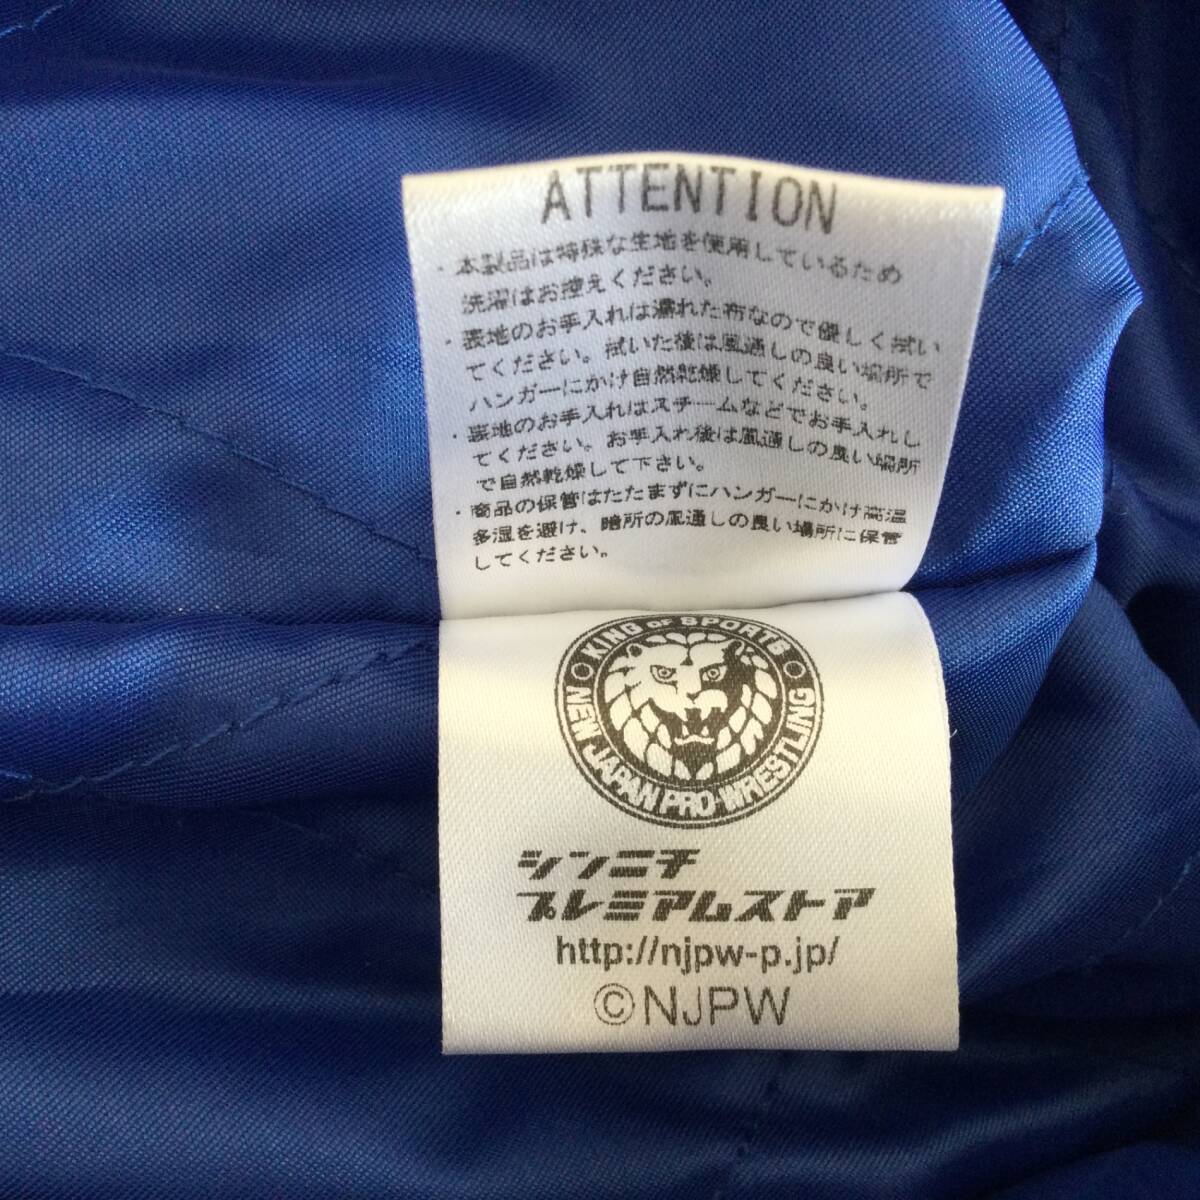 ATTENTION
・本製品は特殊な生地を使用しているため
洗濯はお控えください。
・表地のお手入れは濡れた布なので優しく拭い
てください。拭いた後は風通しの良い場所で
ハンガーにかけ自然乾燥してください。
・裏地のお手入れはスチームなどでお手入れし
てください。お手入れ後は風通しの良い場所
で自然乾燥して下さい。
・商品の保管はたたまずにハンガーにかけ高温
多湿を避け、暗所の風通しの良い場所に保管
してください。
KING OF SPORTS
NEW JAPAN PRO-WRESTLING
シンニチ
プレミアムストア
http://njpw-p.jp/
©NJPW